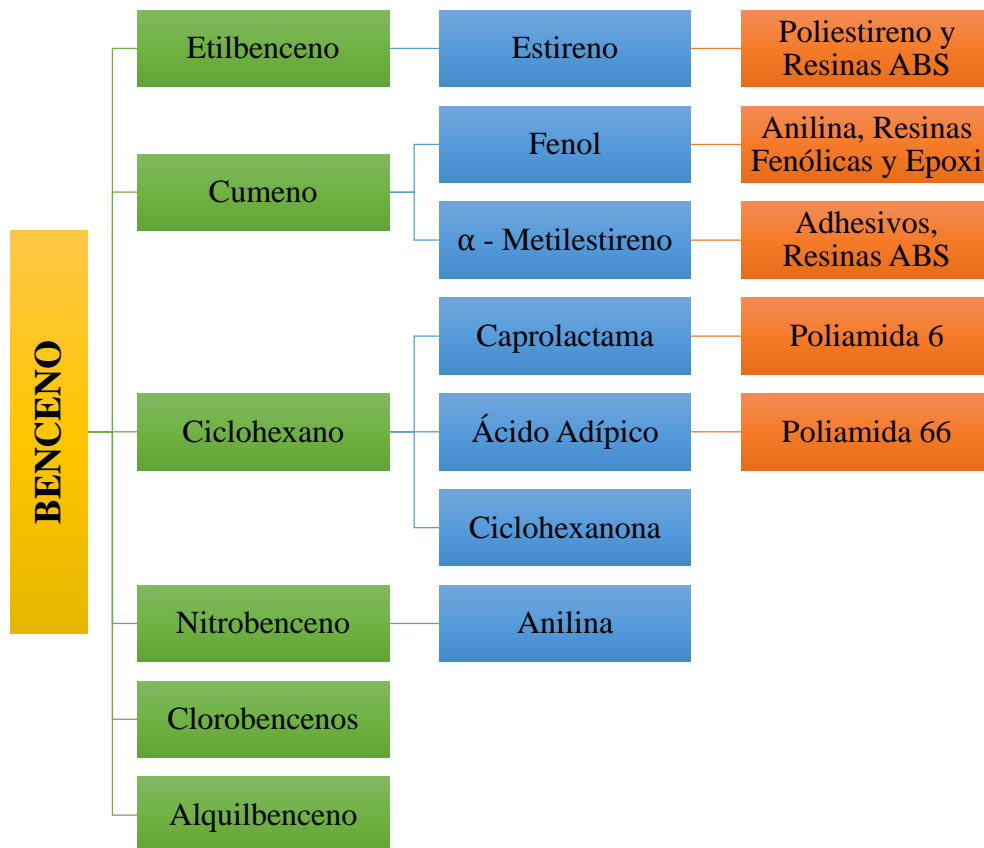 BENCENO
Etilbenceno
Estireno
Poliestireno y
Resinas ABS
Cumeno
Fenol
Anilina, Resinas
Fenólicas y Epoxi
α - Metilestireno
Adhesivos,
Resinas ABS
Ciclohexano
Caprolactama
Poliamida 6
Ácido Adípico
Poliamida 66
Ciclohexanona
Nitrobenceno
Anilina
Clorobencenos
Alquilbenceno